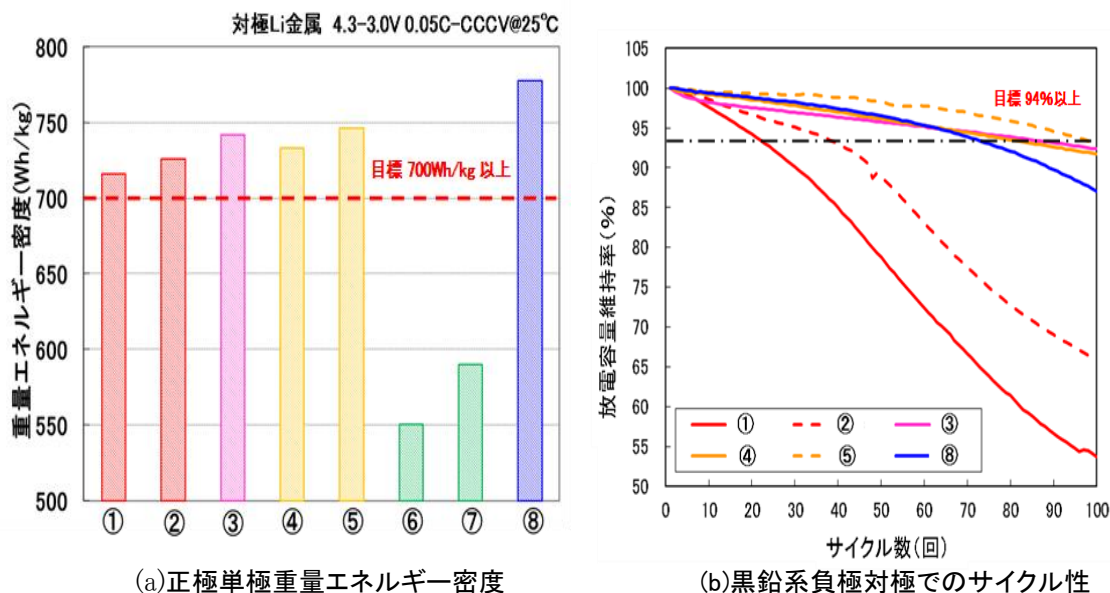 対極Li金属 4.3-3.0V 0.05C-CCCV@25℃
重量エネルギー密度(Wh/kg)
800
750
700
650
600
550
500
目標 700Wh/kg 以上
① ② ③ ④ ⑤ ⑥ ⑦ ⑧
(a)正極単極重量エネルギー密度
放電容量維持率(%)
105
100
95
90
85
80
75
70
65
60
55
50
目標 94%以上
① ② ③
④ ⑤ ⑧
0 10 20 30 40 50 60 70 80 90 100
サイクル数(回)
(b)黒鉛系負極対極でのサイクル性